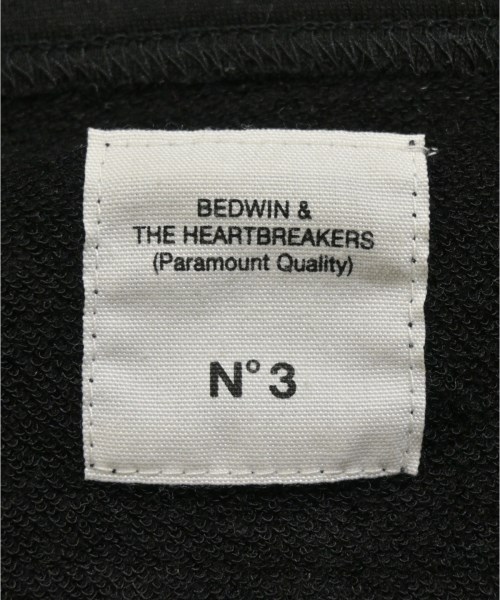 BEDWIN &
THE HEARTBREAKERS
(Paramount Quality)
N° 3